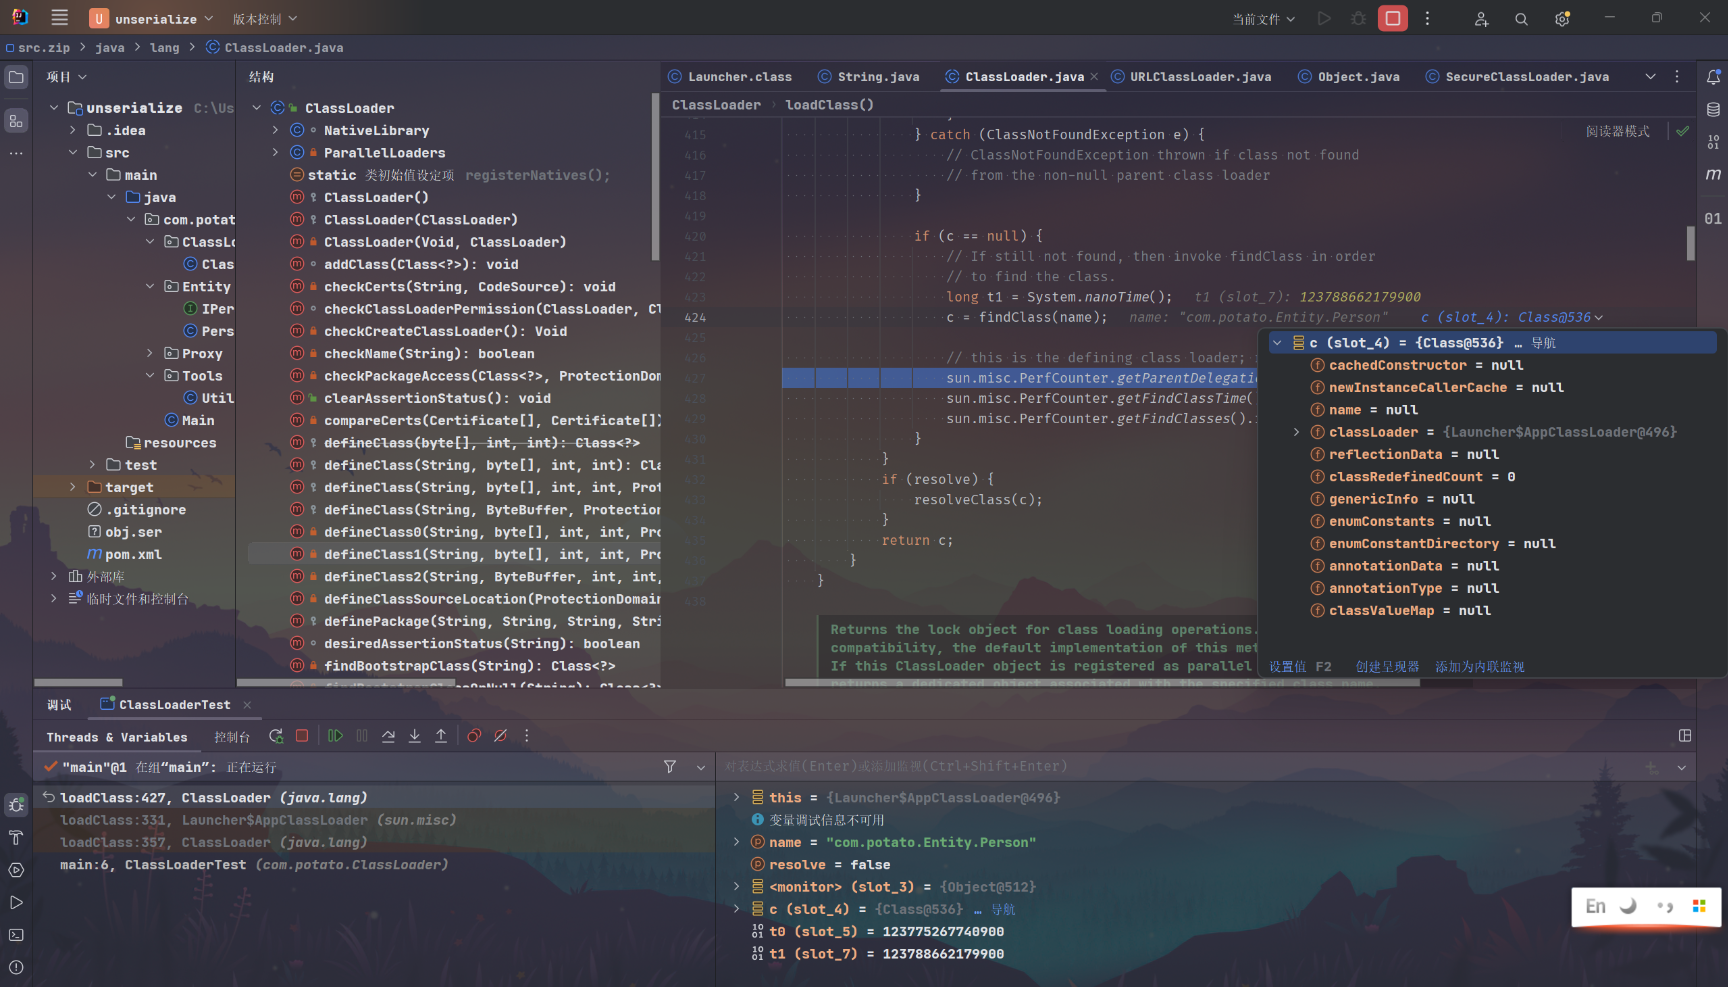 U unserialize 版本控制 当前文件
src.zip java lang ClassLoader.java
项目 结构
unserialize C:\Us
.idea
src
main
java
com.potat
ClassLo
Clas
Entity
IPer
Pers
Proxy
Tools
Util
Main
resources
test
target
.gitignore
obj.ser
pom.xml
外部库
临时文件和控制台
ClassLoader
NativeLibrary
ParallelLoaders
static 类初始值设定项 registerNatives();
ClassLoader()
ClassLoader(ClassLoader)
ClassLoader(Void, ClassLoader)
addClass(Class<?>): void
checkCerts(String, CodeSource): void
checkClassLoaderPermission(ClassLoader, Cl
checkCreateClassLoader(): Void
checkName(String): boolean
checkPackageAccess(Class<?>, ProtectionDom
clearAssertionStatus(): void
compareCerts(Certificate[], Certificate[])
defineClass(byte[], int, int): Class<?>
defineClass(String, byte[], int, int): Cla
defineClass(String, byte[], int, int, Prot
defineClass(String, ByteBuffer, Protection
defineClass0(String, byte[], int, int, Pro
defineClass1(String, byte[], int, int, Pro
defineClass2(String, ByteBuffer, int, int,
defineClassSourceLocation(ProtectionDomain
definePackage(String, String, String, Stri
desiredAssertionStatus(String): boolean
findBootstrapClass(String): Class<?>
Launcher.class String.java ClassLoader.java URLClassLoader.java Object.java SecureClassLoader.java
ClassLoader loadClass()
阅读器模式
415 } catch (ClassNotFoundException e) {
416 // ClassNotFoundException thrown if class not found
417 // from the non-null parent class loader
418 }
419
420 if (c == null) {
421 // If still not found, then invoke findClass in order
422 // to find the class.
423 long t1 = System.nanoTime(); t1 (slot_7): 123788662179900
424 c = findClass(name); name: "com.potato.Entity.Person" c (slot_4): Class@536
425
426 // this is the defining class loader;
427 sun.misc.PerfCounter.getParentDelegati
428 sun.misc.PerfCounter.getFindClassTime(
429 sun.misc.PerfCounter.getFindClasses().
430 }
431 }
432 if (resolve) {
433 resolveClass(c);
434 }
435 return c;
436 }
437 }
438
Returns the lock object for class loading operations.
compatibility, the default implementation of this met
If this ClassLoader object is registered as parallel
returns a dedicated object associated with the specified class name.
c (slot_4) = {Class@536} … 导航
cachedConstructor = null
newInstanceCallerCache = null
name = null
classLoader = {Launcher$AppClassLoader@496}
reflectionData = null
classRedefinedCount = 0
genericInfo = null
enumConstants = null
enumConstantDirectory = null
annotationData = null
annotationType = null
classValueMap = null
设置值 F2 创建呈现器 添加为内联监视
m
01
调试 ClassLoaderTest
Threads & Variables 控制台
"main"@1 在组“main”: 正在运行
loadClass:427, ClassLoader (java.lang)
loadClass:331, Launcher$AppClassLoader (sun.misc)
loadClass:357, ClassLoader (java.lang)
main:6, ClassLoaderTest (com.potato.ClassLoader)
对表达式求值(Enter)或添加监视(Ctrl+Shift+Enter)
this = {Launcher$AppClassLoader@496}
变量调试信息不可用
name = "com.potato.Entity.Person"
resolve = false
<monitor> (slot_3) = {Object@512}
c (slot_4) = {Class@536} … 导航
t0 (slot_5) = 123775267740900
t1 (slot_7) = 123788662179900
En